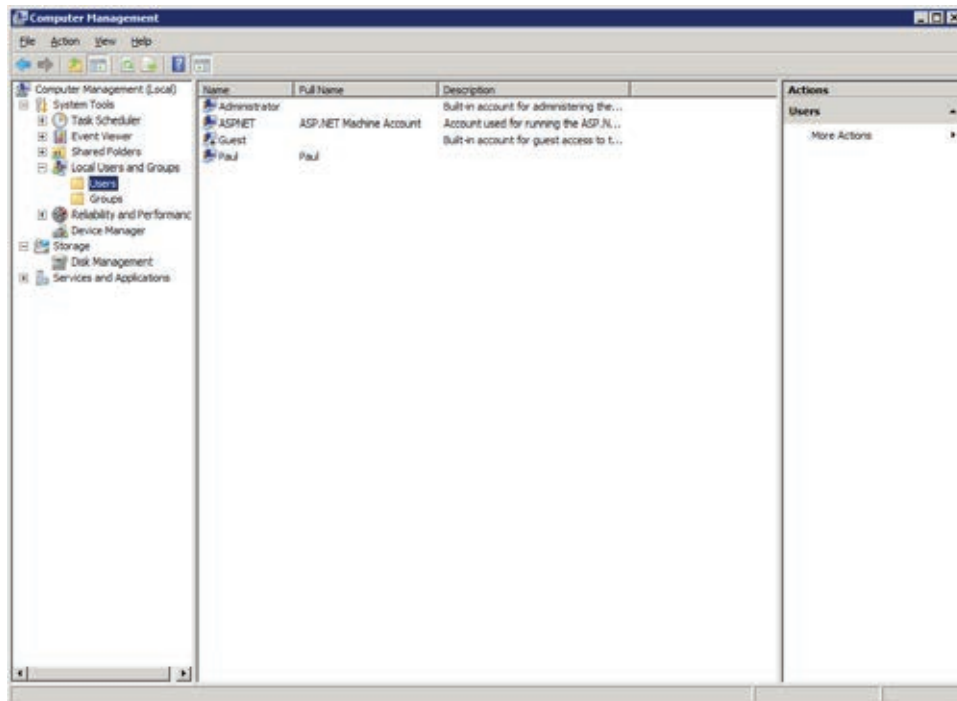 Computer Management
File Action View Help
Computer Management (Local)
System Tools
Task Scheduler
Event Viewer
Shared Folders
Local Users and Groups
Users
Groups
Reliability and Performanc
Device Manager
Storage
Disk Management
Services and Applications
Name Full Name Description
Administrator Built-in account for administering the...
ASPNET ASP.NET Machine Account Account used for running the ASP.N...
Guest Built-in account for guest access to t...
Paul Paul
Actions
Users
More Actions